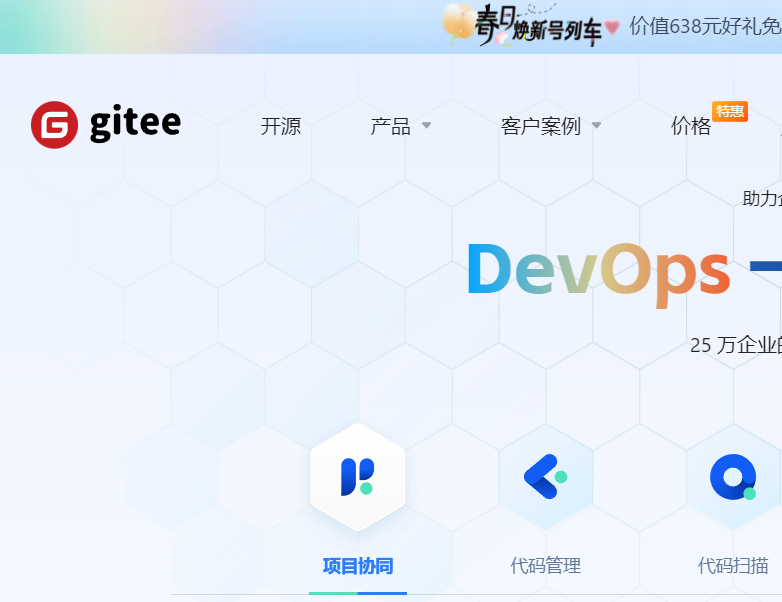 春日焕新号列车 价值638元好礼免
gitee 开源 产品 客户案例 价格 特惠
助力
DevOps 一
25 万企业的
项目协同 代码管理 代码扫描